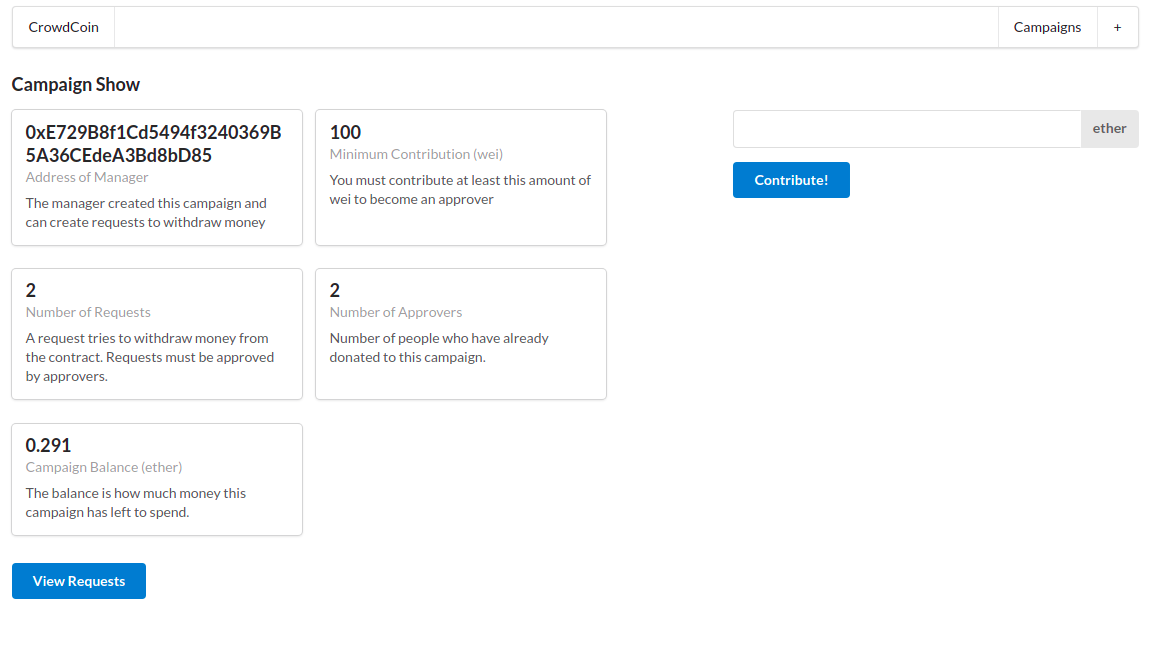 CrowdCoin
Campaigns
+
Campaign Show
0xE729B8f1Cd5494f3240369B
5A36CEdeA3Bd8bD85
Address of Manager
The manager created this campaign and
can create requests to withdraw money
100
Minimum Contribution (wei)
You must contribute at least this amount of
wei to become an approver
ether
Contribute!
2
Number of Requests
A request tries to withdraw money from
the contract. Requests must be approved
by approvers.
2
Number of Approvers
Number of people who have already
donated to this campaign.
0.291
Campaign Balance (ether)
The balance is how much money this
campaign has left to spend.
View Requests